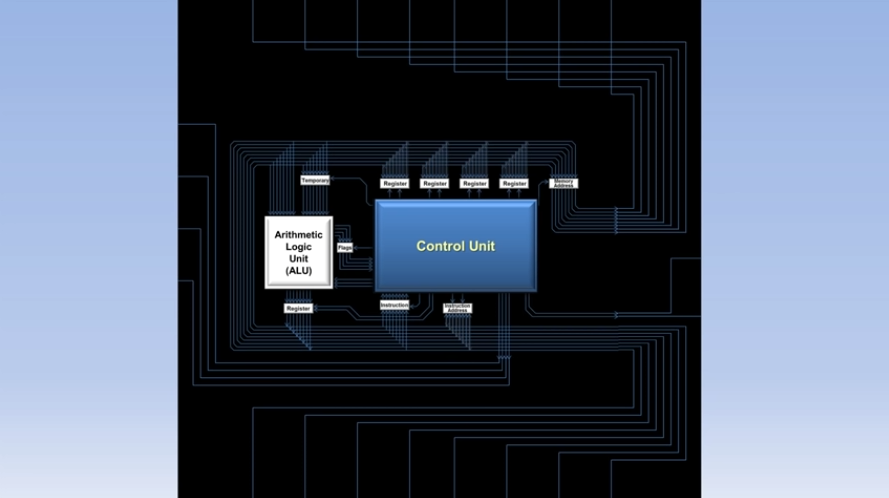 Temporary
Register
Register
Register
Register
Memory
Address
Arithmetic
Logic
Unit
(ALU)
Flags
Control Unit
Register
Instruction
Instruction
Address